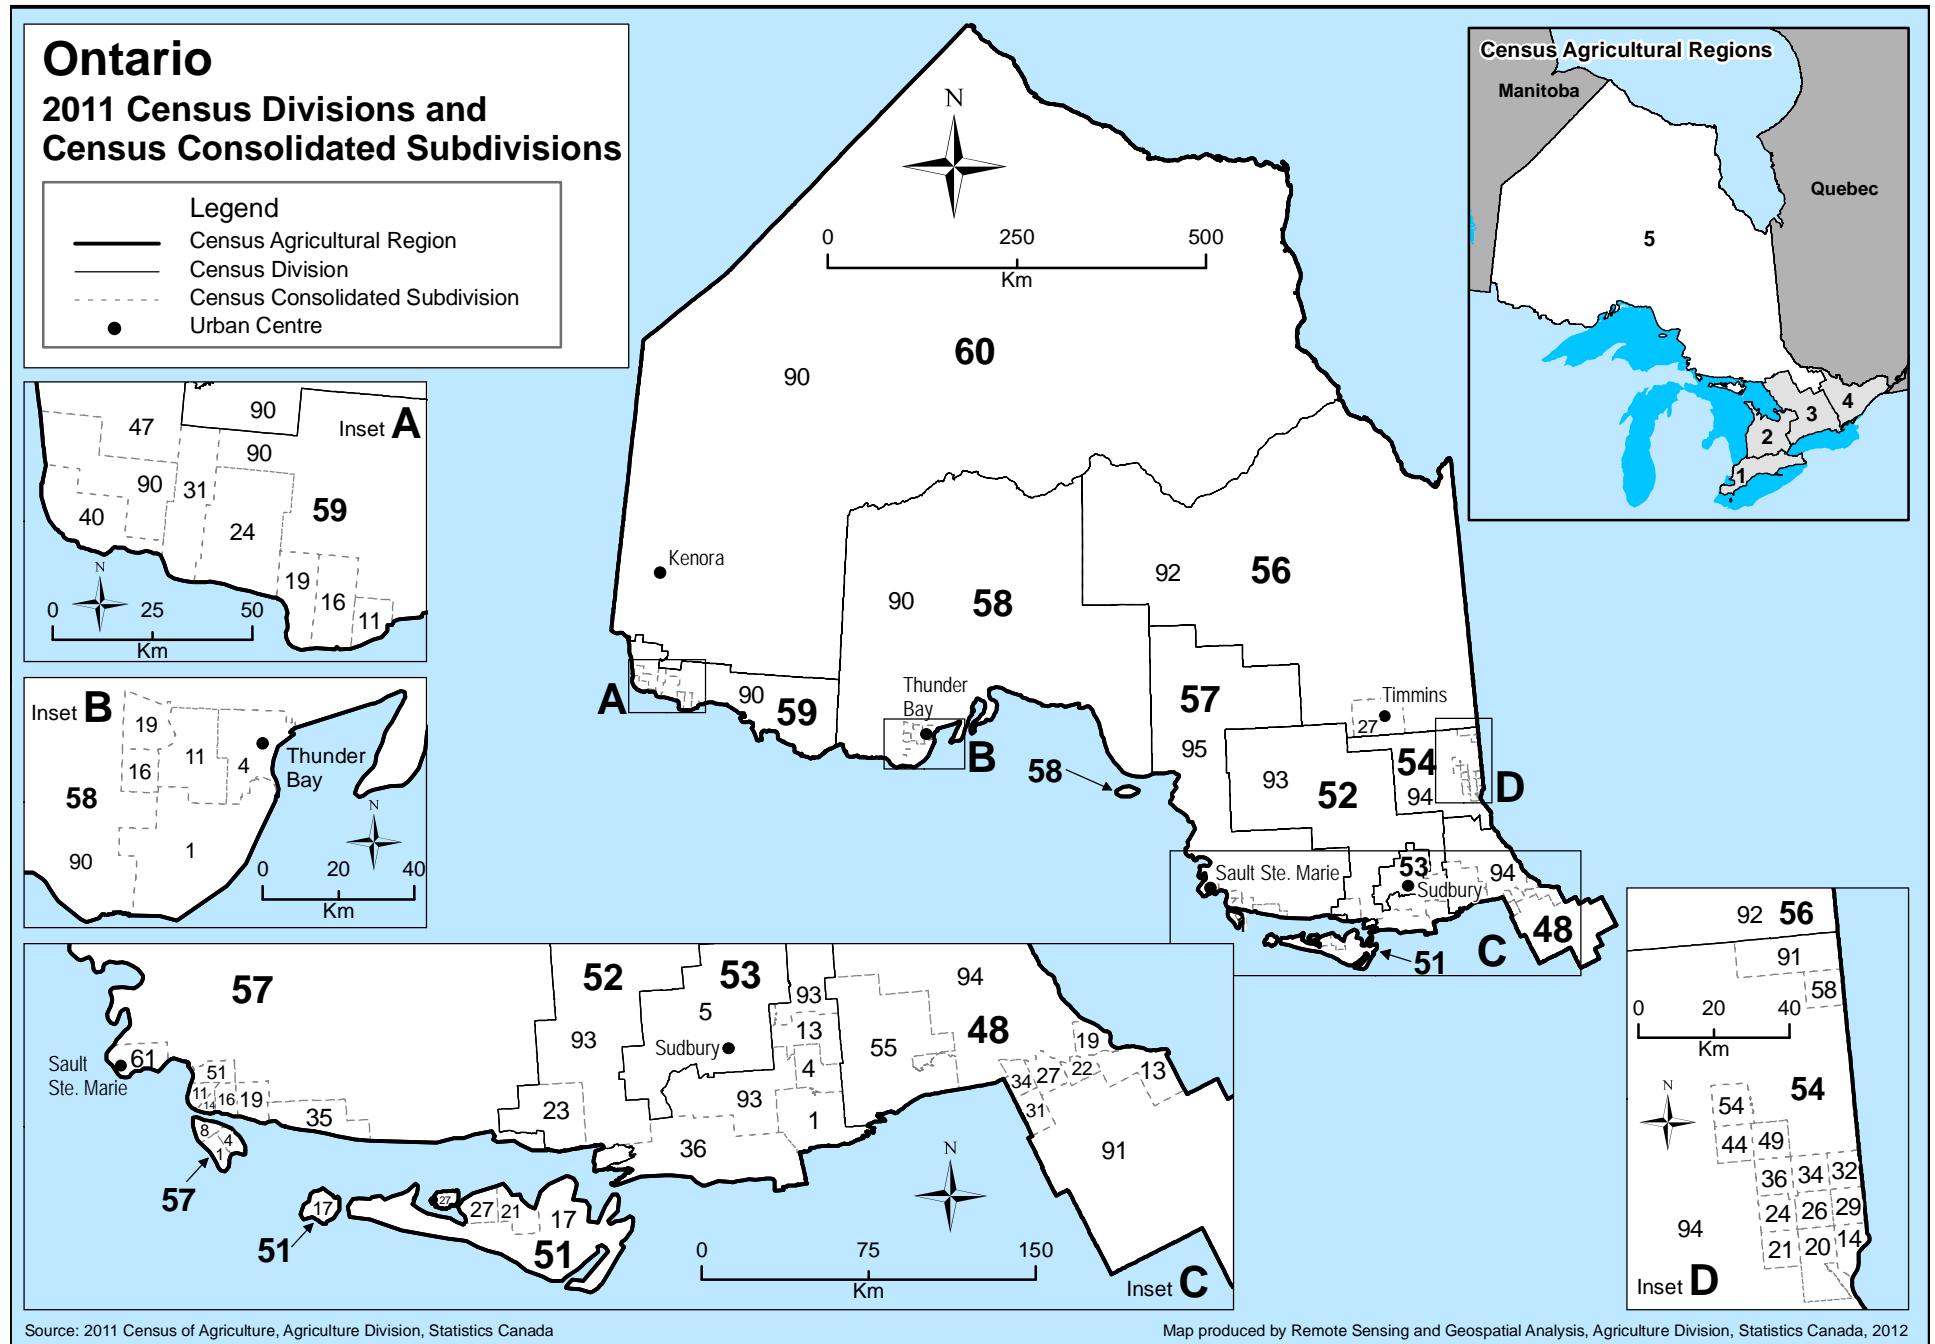 Ontario
2011 Census Divisions and
Census Consolidated Subdivisions
Legend
Census Agricultural Region
Census Division
Census Consolidated Subdivision
Urban Centre
N
0 250 500
Km
60
90
Kenora
90 58
92 56
A
90 59
Thunder
Bay
B
58
57
95
Timmins
27
93 52
54
94
D
Sault Ste. Marie
53
Sudbury
94
48
51
C
Census Agricultural Regions
Manitoba
Quebec
5
4
3
2
1
Inset A
90
47
90
90
31
59
40
24
19
16
11
N
0 25 50
Km
Inset B
19
11
16
4
Thunder
Bay
58
90
1
N
0 20 40
Km
57
52
53
5
93
94
13
93
48
Sudbury
55
4
19
Sault
Ste. Marie
61
51
11
14
16
19
35
23
93
1
36
34
27
22
13
31
91
8
4
1
57
17
51
27
27
21
17
51
N
0 75 150
Km
Inset C
92 56
91
58
0 20 40
Km
N
54
54
44
49
36
34
32
24
26
29
21
20
14
94
Inset D
Source: 2011 Census of Agriculture, Agriculture Division, Statistics Canada
Map produced by Remote Sensing and Geospatial Analysis, Agriculture Division, Statistics Canada, 2012